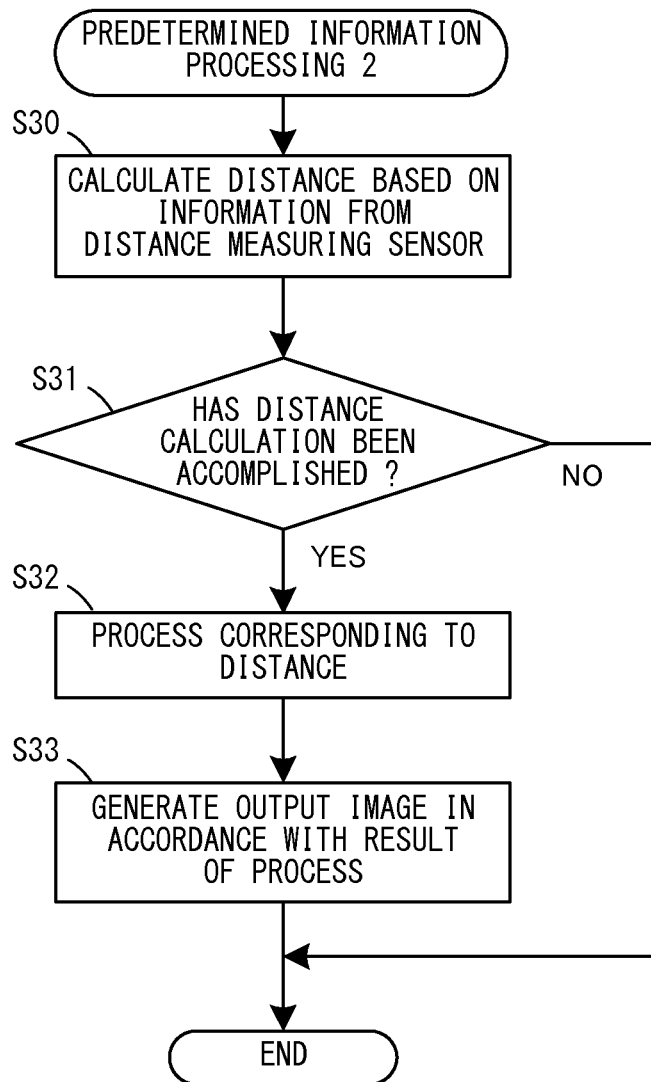 PREDETERMINED INFORMATION
PROCESSING 2
S30
CALCULATE DISTANCE BASED ON
INFORMATION FROM
DISTANCE MEASURING SENSOR
S31
HAS DISTANCE
CALCULATION BEEN
ACCOMPLISHED ?
NO
YES
S32
PROCESS CORRESPONDING TO
DISTANCE
S33
GENERATE OUTPUT IMAGE IN
ACCORDANCE WITH RESULT
OF PROCESS
END